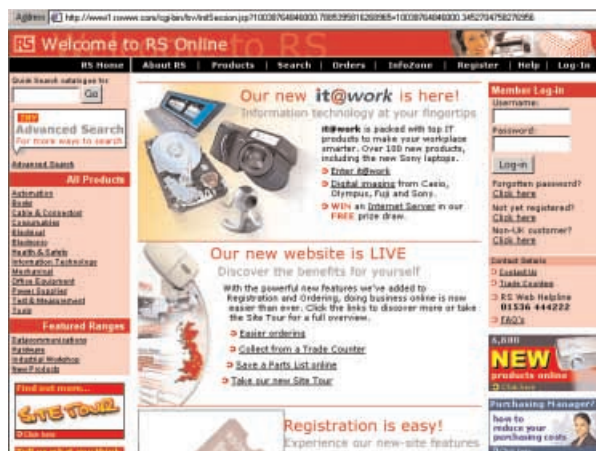 Address http://www1.rswww.com/cgi-bin/bv/initSession.jsp?
RS Welcome to RS Online
RS Home | About RS | Products | Search | Orders | InfoZone | Register | Help | Log-In
Quick Search catalogue for
Go
TRY
Advanced Search
For more ways to search
Advanced Search
All Products
Automation
Books
Cable & Connection
Consumables
Electrical
Electronic
Health & Safety
Information Technology
Mechanical
Office Equipment
Power Supplies
Test & Measurement
Tools
Featured Ranges
Datacommunications
Hardware
Industrial Workshop
New Products
Find out more...
SITE TOUR
Click here
Our new it@work is here!
Information technology at your fingertips
it@work is packed with top IT
products to make your workplace
smarter. Over 100 new products,
including the new Sony laptops.
Enter it@work
Digital imaging from Casio,
Olympus, Fuji and Sony.
WIN an Internet Server in our
FREE prize draw.
Our new website is LIVE
Discover the benefits for yourself
With the powerful new features we've added to
Registration and Ordering, doing business online is now
easier than ever. Click the links to discover more or take
the Site Tour for a full overview.
Easier ordering
Collect from a Trade Counter
Save a Parts List online
Take our new Site Tour
Registration is easy!
Experience our new-site features
Member Log-in
Username:
Password:
Log-in
Forgotten password?
Click here
Not yet registered?
Click here
Non-UK customer?
Click here
Contact Details
Contact Us
Trade Counters
RS Web Helpline
01536 444222
FAQ's
NEW
products online
Click here
Purchasing Manager?
how to
reduce your
purchasing costs
Click here